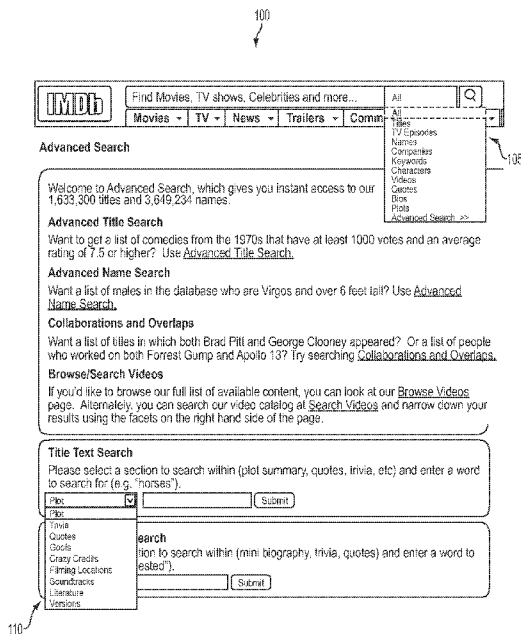 100
IMDb
Find Movies, TV shows, Celebrities and more...
All
Movies
TV
News
Trailers
Comm
All
Titles
TV Episodes
Names
Companies
Keywords
Characters
Videos
Quotes
Bios
Plots
Advanced Search >>
105
Advanced Search
Welcome to Advanced Search, which gives you instant access to our
1,633,300 titles and 3,649,234 names.
Advanced Title Search
Want to get a list of comedies from the 1970s that have at least 1000 votes and an average
rating of 7.5 or higher? Use Advanced Title Search.
Advanced Name Search
Want a list of males in the database who are Virgos and over 6 feet tall? Use Advanced
Name Search.
Collaborations and Overlaps
Want a list of titles in which both Brad Pitt and George Clooney appeared? Or a list of people
who worked on both Forrest Gump and Apollo 13? Try searching Collaborations and Overlaps.
Browse/Search Videos
If you'd like to browse our full list of available content, you can look at our Browse Videos
page. Alternately, you can search our video catalog at Search Videos and narrow down your
results using the facets on the right hand side of the page.
Title Text Search
Please select a section to search within (plot summary, quotes, trivia, etc) and enter a word
to search for (e.g. "horses").
Plot
Submit
Plot
Trivia
Quotes
Goofs
Crazy Credits
Filming Locations
Soundtracks
Literature
Versions
earch
tion to search within (mini biography, trivia, quotes) and enter a word to
ested").
Submit
110